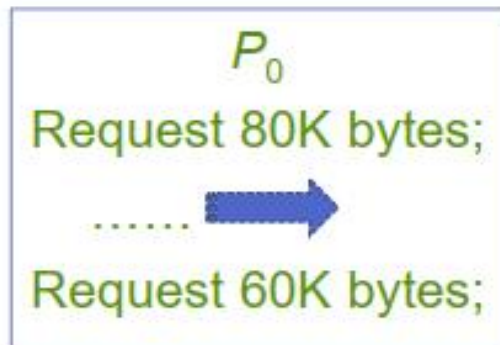 P0
Request 80K bytes;
......
Request 60K bytes;